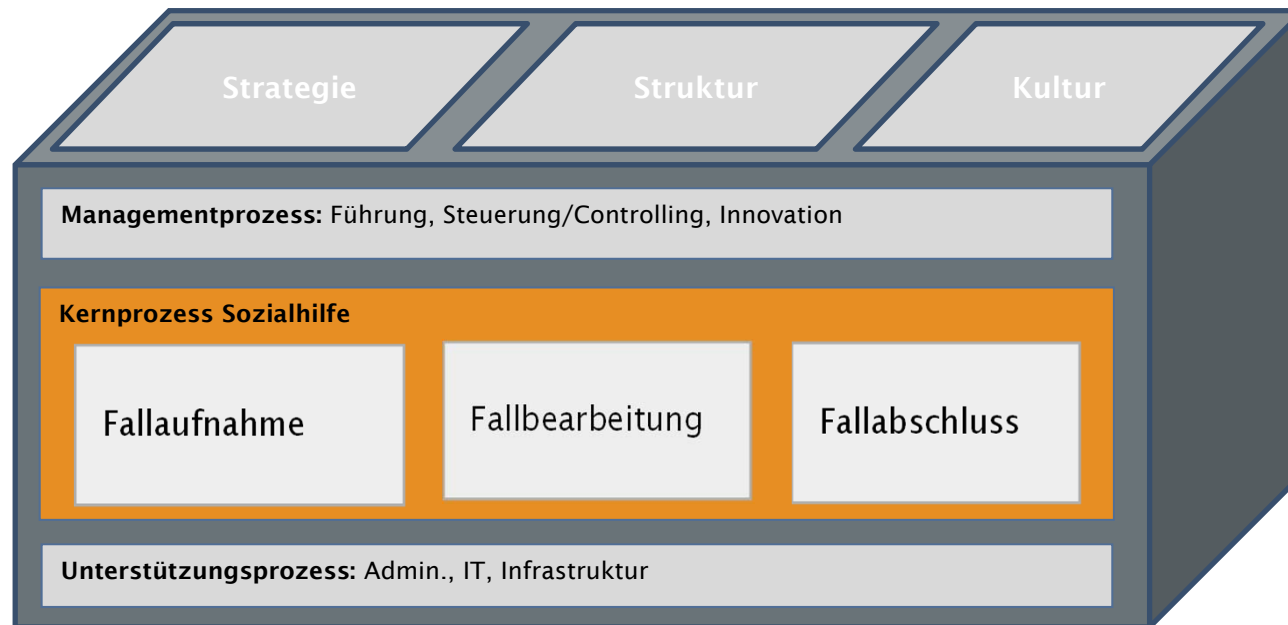 Strategie Struktur Kultur
Managementprozess: Führung, Steuerung/Controlling, Innovation
Kernprozess Sozialhilfe
Fallaufnahme Fallbearbeitung Fallabschluss
Unterstützungsprozess: Admin., IT, Infrastruktur